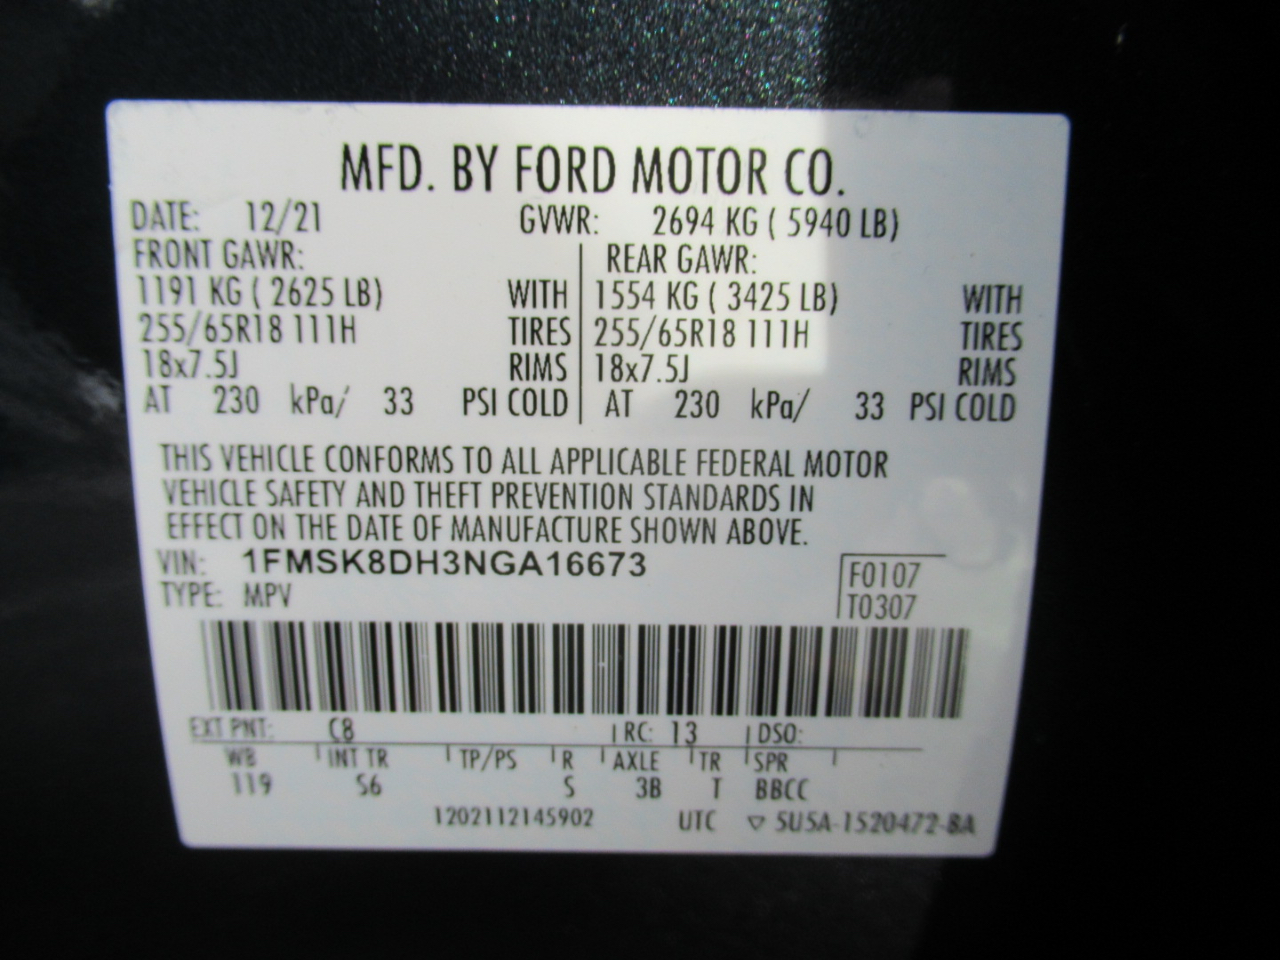 MFD. BY FORD MOTOR CO.
DATE: 12/21 GVWR: 2694 KG ( 5940 LB)
FRONT GAWR: REAR GAWR:
1191 KG ( 2625 LB) WITH 1554 KG ( 3425 LB) WITH
255/65R18 111H TIRES 255/65R18 111H TIRES
18x7.5J RIMS 18x7.5J RIMS
AT 230 kPa/ 33 PSI COLD AT 230 kPa/ 33 PSI COLD
THIS VEHICLE CONFORMS TO ALL APPLICABLE FEDERAL MOTOR
VEHICLE SAFETY AND THEFT PREVENTION STANDARDS IN
EFFECT ON THE DATE OF MANUFACTURE SHOWN ABOVE.
VIN: 1FMSK8DH3NGA16673
TYPE: MPV
F0107
T0307
EXT PNT: C8 RC: 13 DSO:
WB INT TR TP/PS R AXLE TR SPR
119 S6 S 3B T BBCC
1202112145902 UTC ▽ 5U5A-1520472-BA